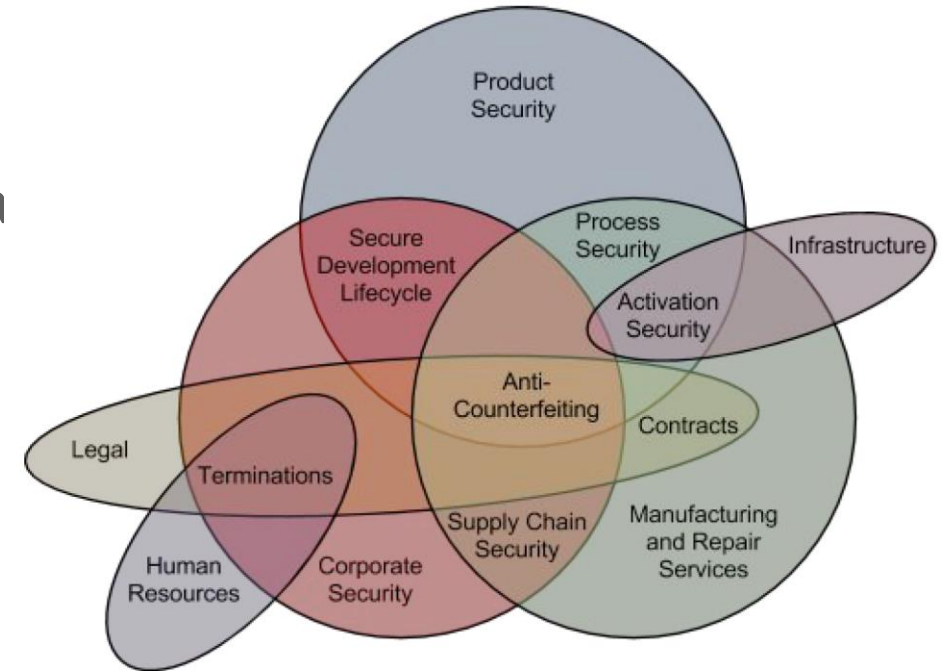 Product
Security
Process
Security
Infrastructure
Secure
Development
Lifecycle
Activation
Security
Anti-
Counterfeiting
Contracts
Legal
Terminations
Supply Chain
Security
Manufacturing
and Repair
Services
Human
Resources
Corporate
Security